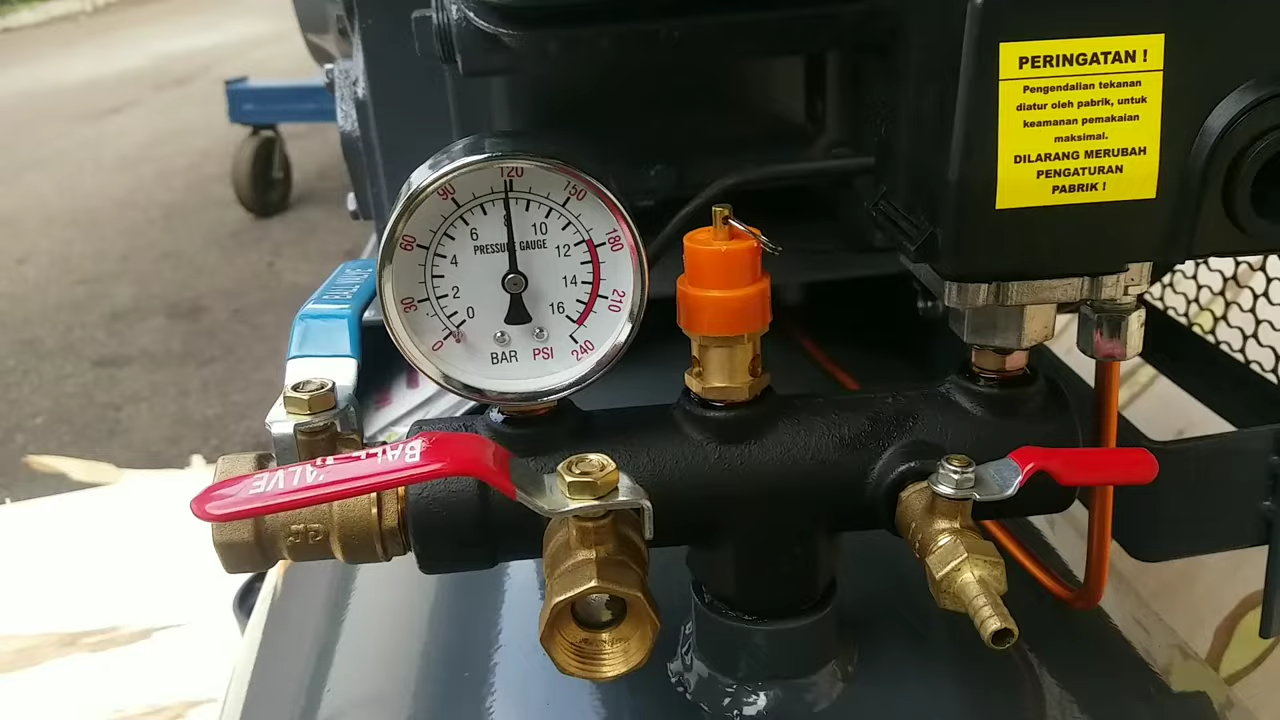 PERINGATAN !
Pengendalian tekanan
diatur oleh pabrik, untuk
keamanan pemakaian
maksimal.
DILARANG MERUBAH
PENGATURAN
PABRIK !
0 30 60 90 120 150 180 210 240
0 2 4 6 8 10 12 14 16
PRESSURE GAUGE
BAR PSI
BALL VALVE
BALL VALVE